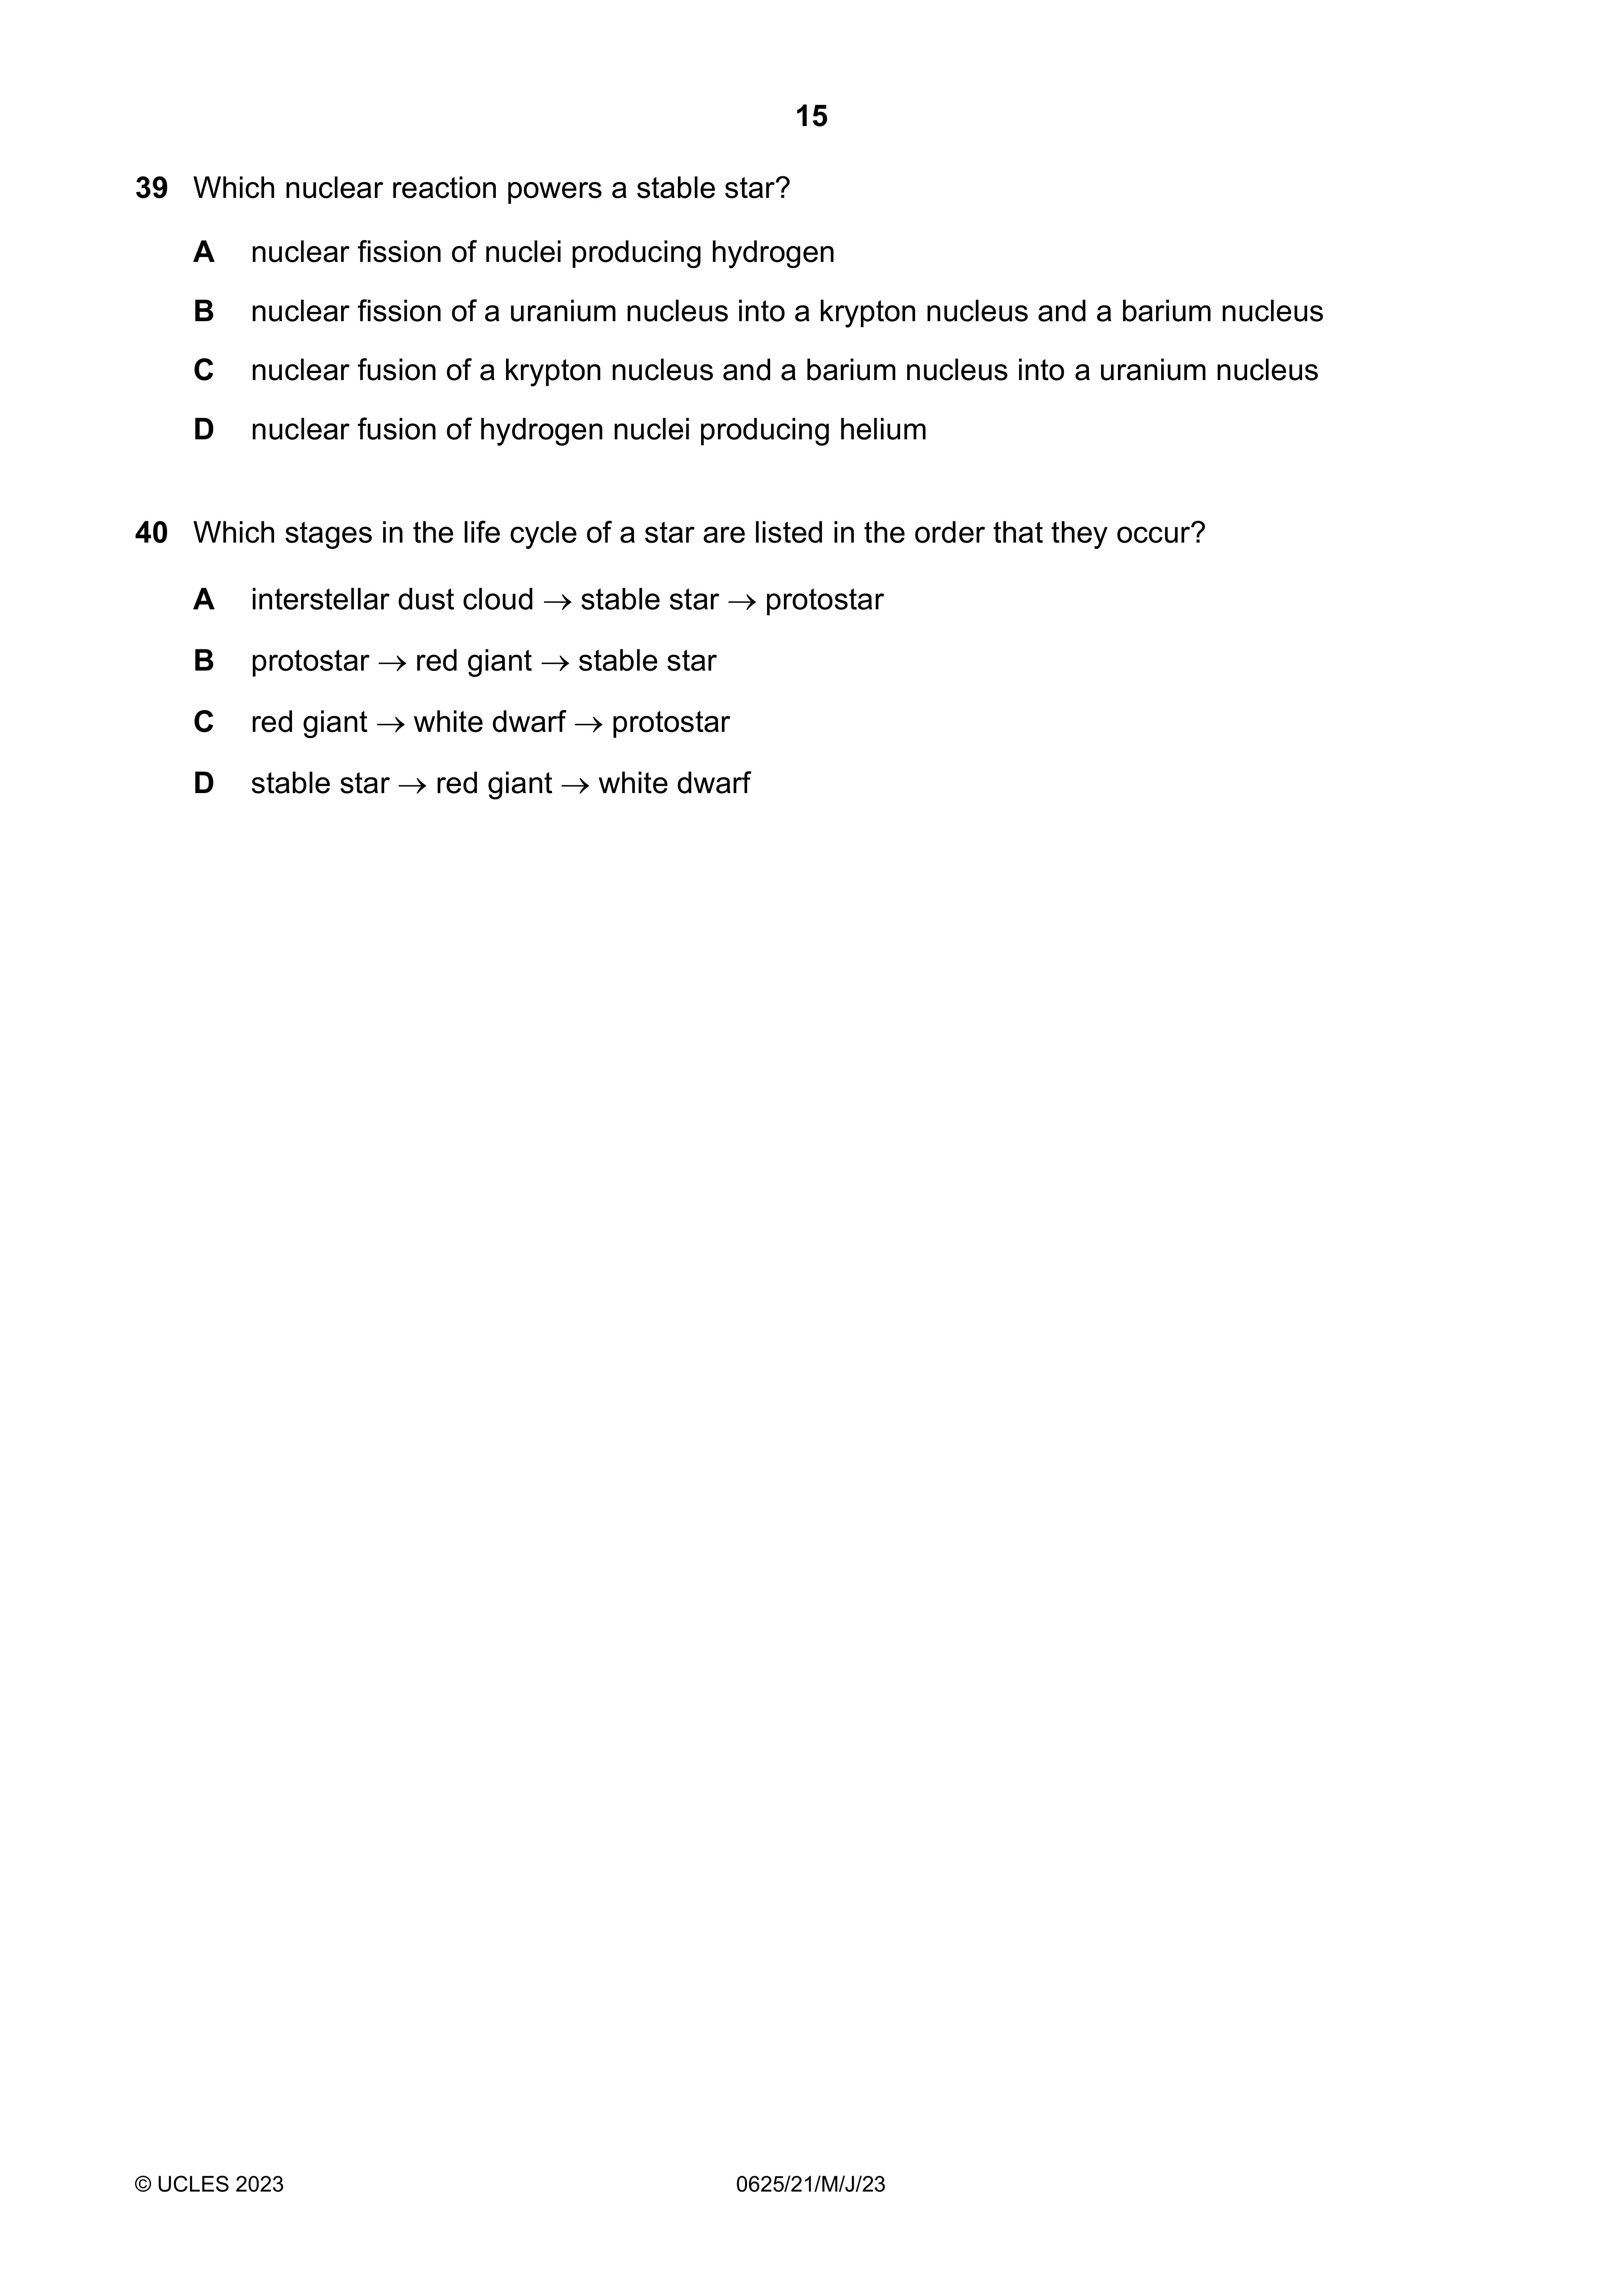 15
39 Which nuclear reaction powers a stable star?
A nuclear fission of nuclei producing hydrogen
B nuclear fission of a uranium nucleus into a krypton nucleus and a barium nucleus
C nuclear fusion of a krypton nucleus and a barium nucleus into a uranium nucleus
D nuclear fusion of hydrogen nuclei producing helium
40 Which stages in the life cycle of a star are listed in the order that they occur?
A interstellar dust cloud → stable star → protostar
B protostar → red giant → stable star
C red giant → white dwarf → protostar
D stable star → red giant → white dwarf
© UCLES 2023 0625/21/M/J/23